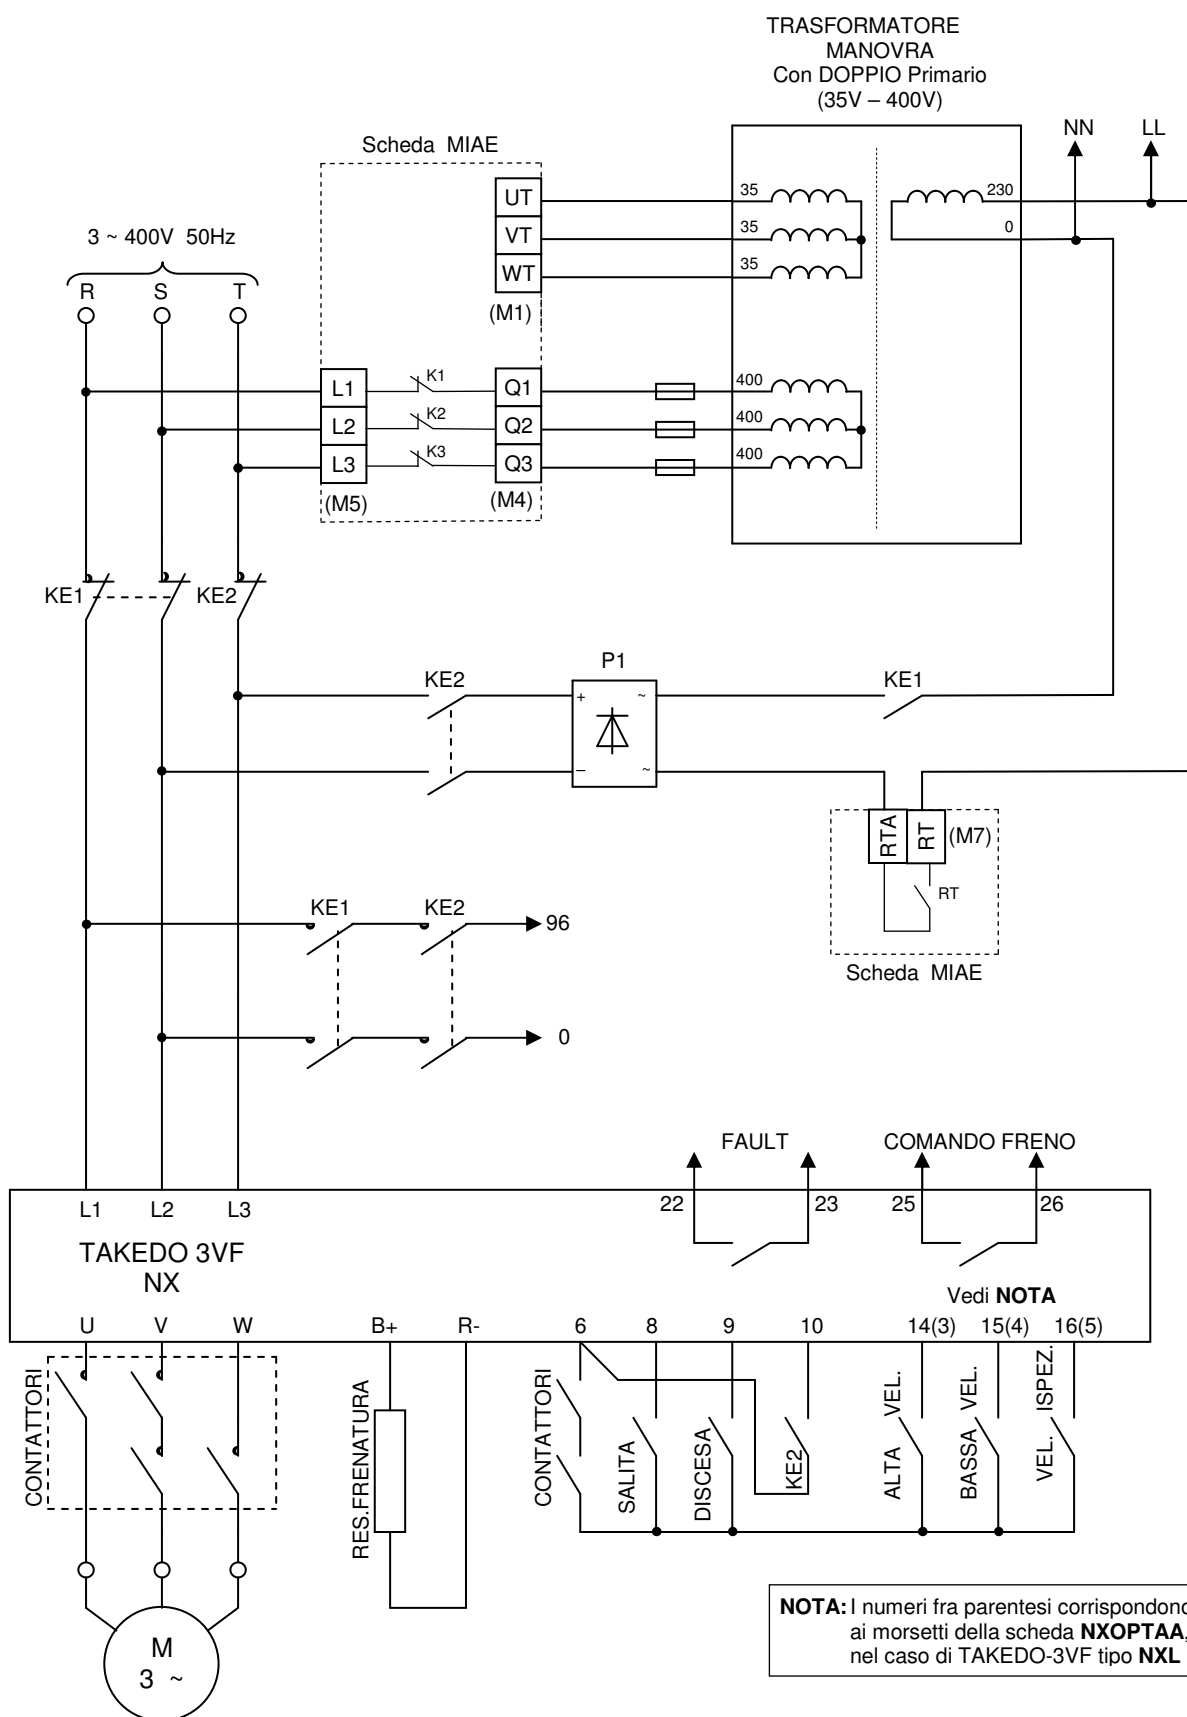 TRASFORMATORE
MANOVRA
Con DOPPIO Primario
(35V – 400V)
NN LL
Scheda MIAE
UT 35 230
VT 35 0
WT 35
(M1)
3 ~ 400V 50Hz
R S T
L1 K1 Q1 400
L2 K2 Q2 400
L3 K3 Q3 400
(M5) (M4)
KE1 KE2
P1
KE2 KE1
+ ~
– ~
RTA RT (M7)
RT
Scheda MIAE
KE1 KE2 96
0
FAULT COMANDO FRENO
22 23 25 26
L1 L2 L3
TAKEDO 3VF
NX
Vedi NOTA
U V W B+ R- 6 8 9 10 14(3) 15(4) 16(5)
CONTATTORI
RES.FRENATURA
CONTATTORI
SALITA
DISCESA
KE2
ALTA VEL.
BASSA VEL.
VEL. ISPEZ.
M
3 ~
NOTA: I numeri fra parentesi corrispondono
ai morsetti della scheda NXOPTAA,
nel caso di TAKEDO-3VF tipo NXL